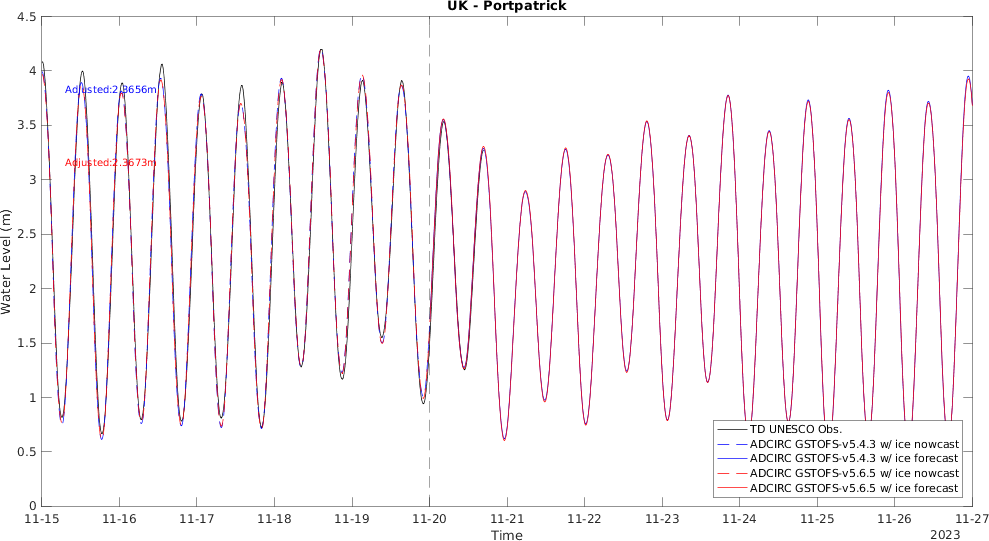 UK - Portpatrick
4.5
4
3.5
3
2.5
2
1.5
1
0.5
0
Water Level (m)
Adjusted:2.3656m
Adjusted:2.3673m
TD UNESCO Obs.
ADCIRC GSTOFS-v5.4.3 w/ ice nowcast
ADCIRC GSTOFS-v5.4.3 w/ ice forecast
ADCIRC GSTOFS-v5.6.5 w/ ice nowcast
ADCIRC GSTOFS-v5.6.5 w/ ice forecast
11-15 11-16 11-17 11-18 11-19 11-20 11-21 11-22 11-23 11-24 11-25 11-26 11-27
Time
2023